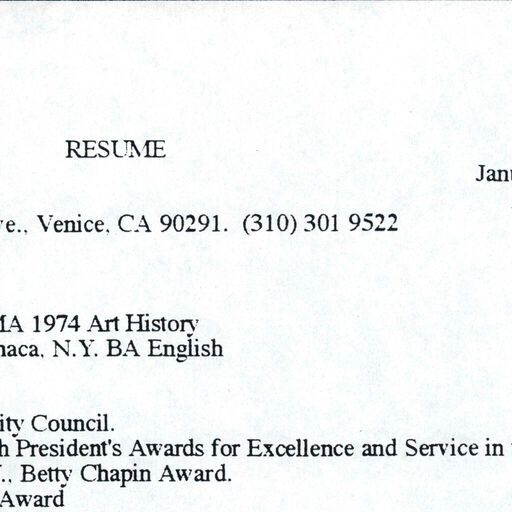 RESUME
Janu
ve., Venice, CA 90291. (310) 301 9522
MA 1974 Art History
naca, N.Y. BA English
ity Council.
h President's Awards for Excellence and Service in
., Betty Chapin Award.
Award